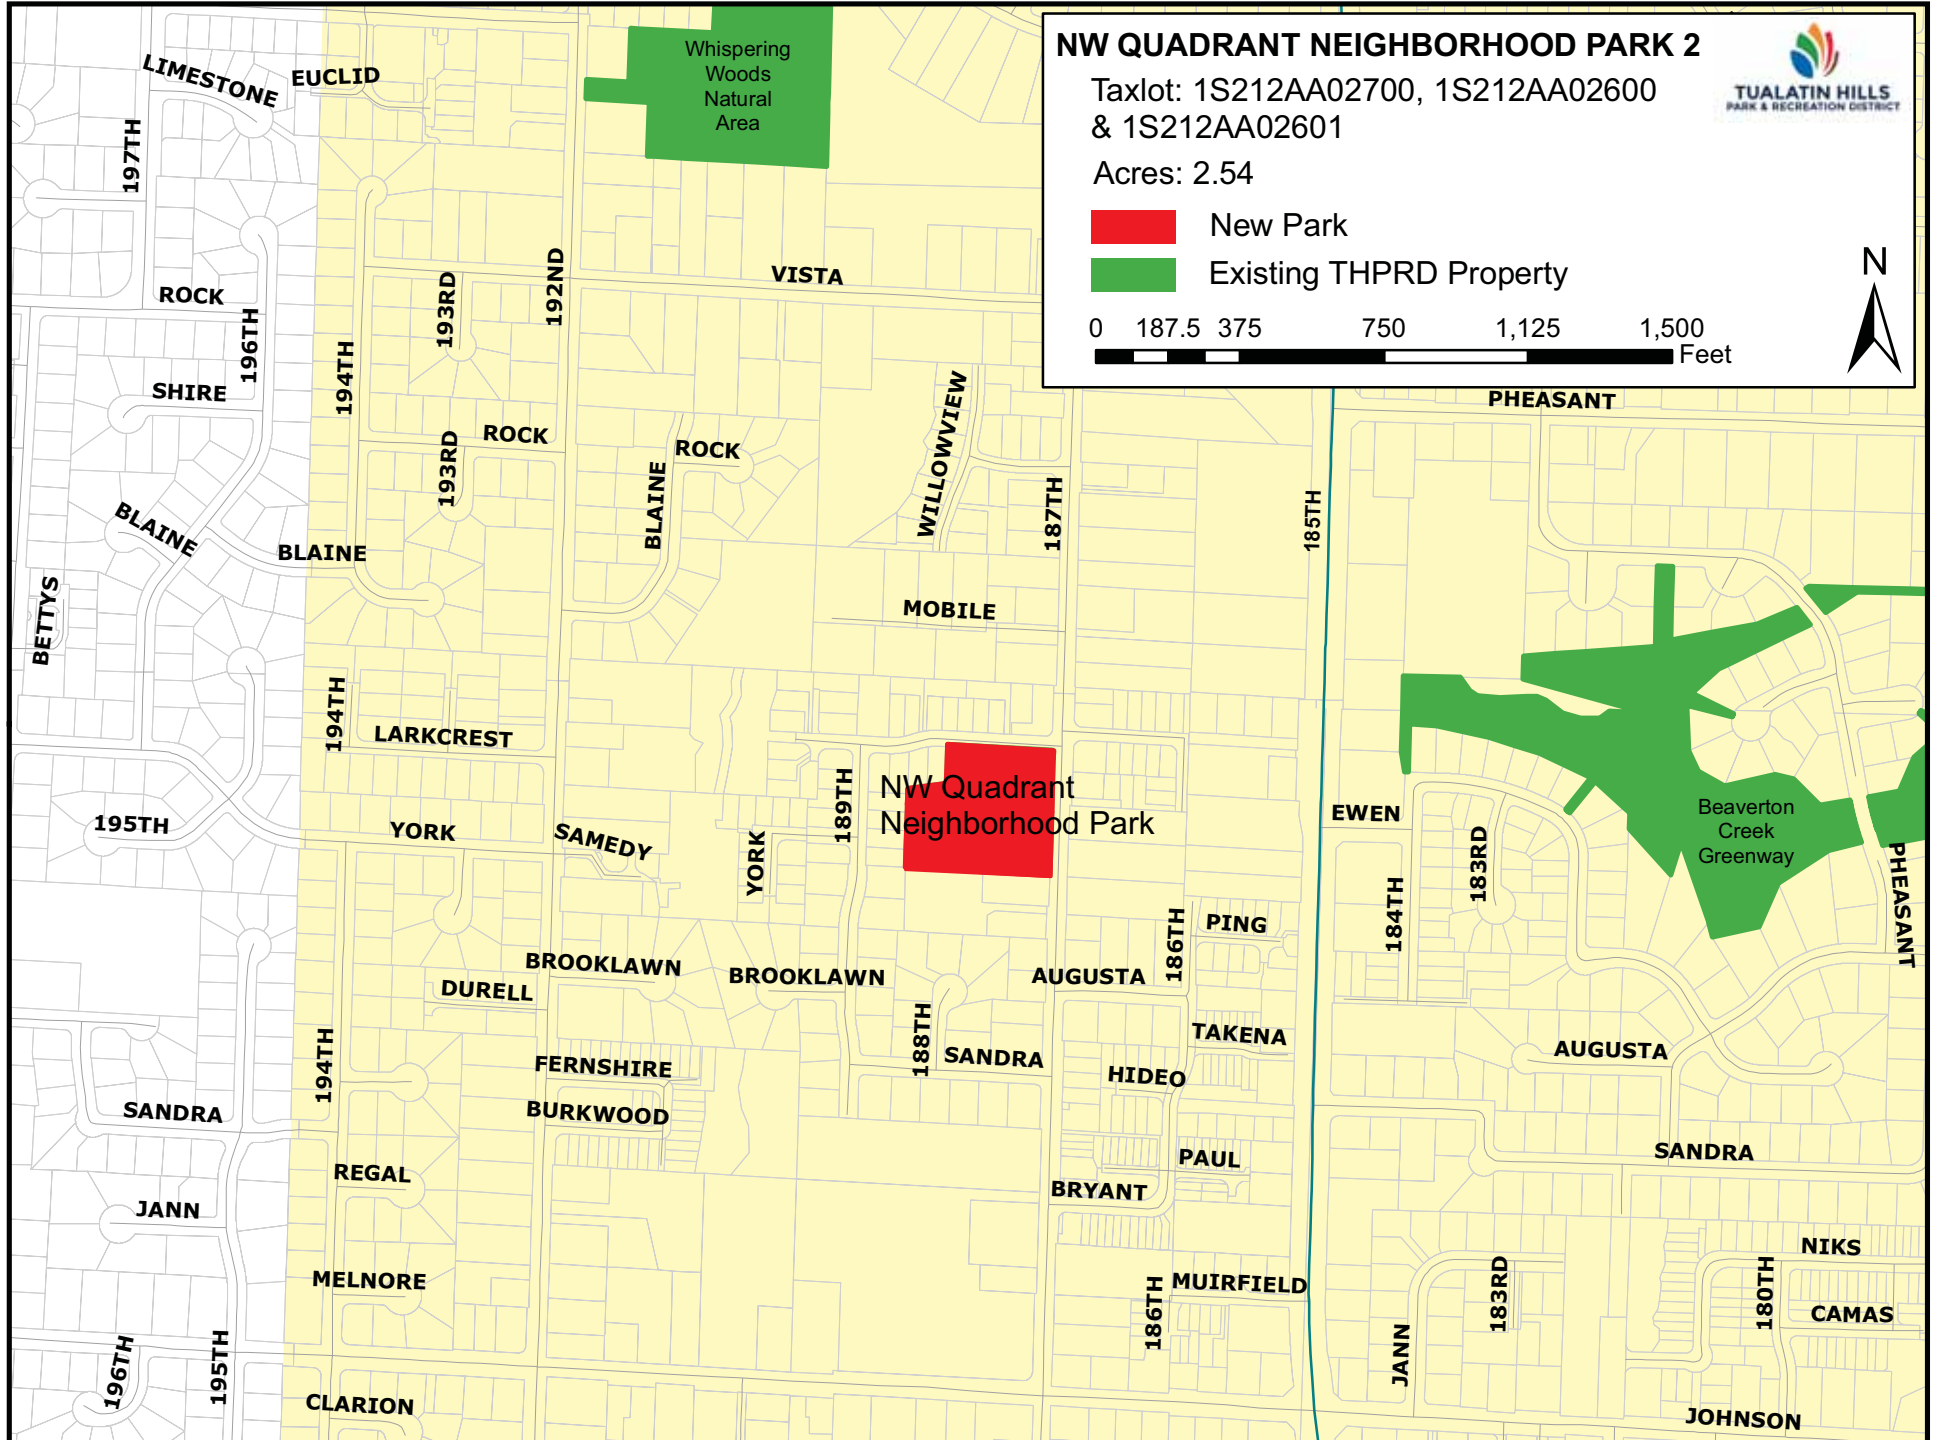 NW QUADRANT NEIGHBORHOOD PARK 2
Taxlot: 1S212AA02700, 1S212AA02600
& 1S212AA02601
Acres: 2.54
New Park
Existing THPRD Property
0 187.5 375 750 1,125 1,500
Feet
N
TUALATIN HILLS
PARK & RECREATION DISTRICT
Whispering
Woods
Natural
Area
LIMESTONE
EUCLID
197TH
ROCK
196TH
SHIRE
BLAINE
BLAINE
BETTYS
194TH
193RD
192ND
VISTA
193RD
ROCK
ROCK
BLAINE
WILLOWVIEW
187TH
185TH
PHEASANT
MOBILE
194TH
LARKCREST
195TH
YORK
SAMEDY
YORK
189TH
NW Quadrant
Neighborhood Park
EWEN
183RD
184TH
Beaverton
Creek
Greenway
PHEASANT
186TH
PING
BROOKLAWN
BROOKLAWN
AUGUSTA
DURELL
188TH
SANDRA
TAKENA
HIDEO
AUGUSTA
194TH
FERNSHIRE
BURKWOOD
SANDRA
REGAL
PAUL
BRYANT
SANDRA
JANN
MELNORE
186TH
MUIRFIELD
183RD
NIKS
180TH
CAMAS
JANN
196TH
195TH
CLARION
JOHNSON